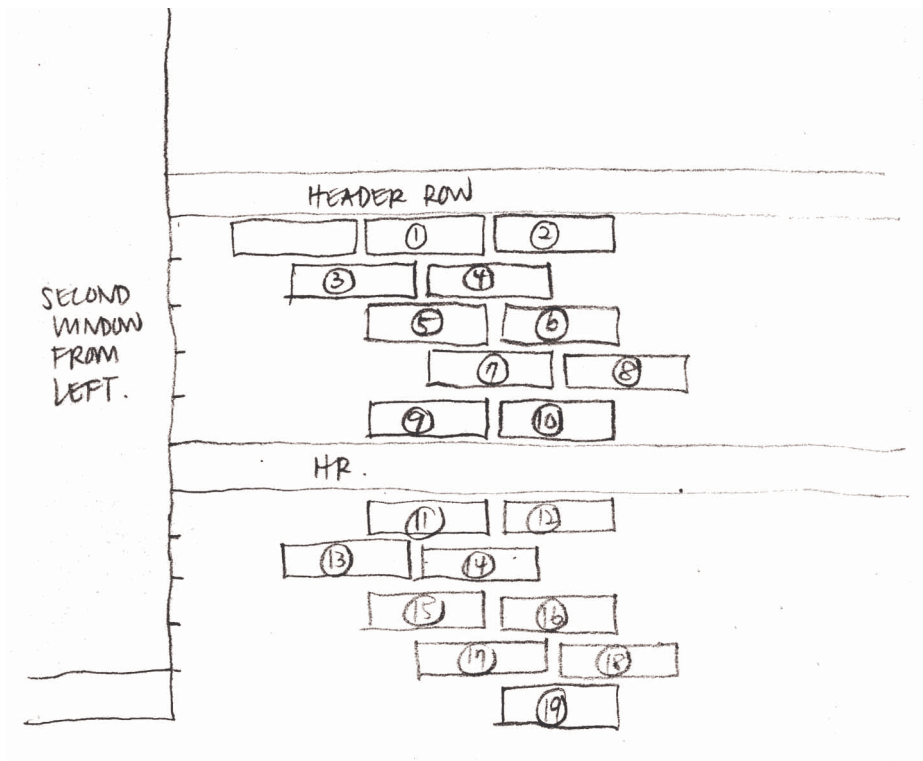 HEADER ROW
① ②
③ ④
SECOND
WINDOW
FROM
LEFT.
⑤ ⑥
⑦ ⑧
⑨ ⑩
HR.
⑪ ⑫
⑬ ⑭
⑮ ⑯
⑰ ⑱
⑲